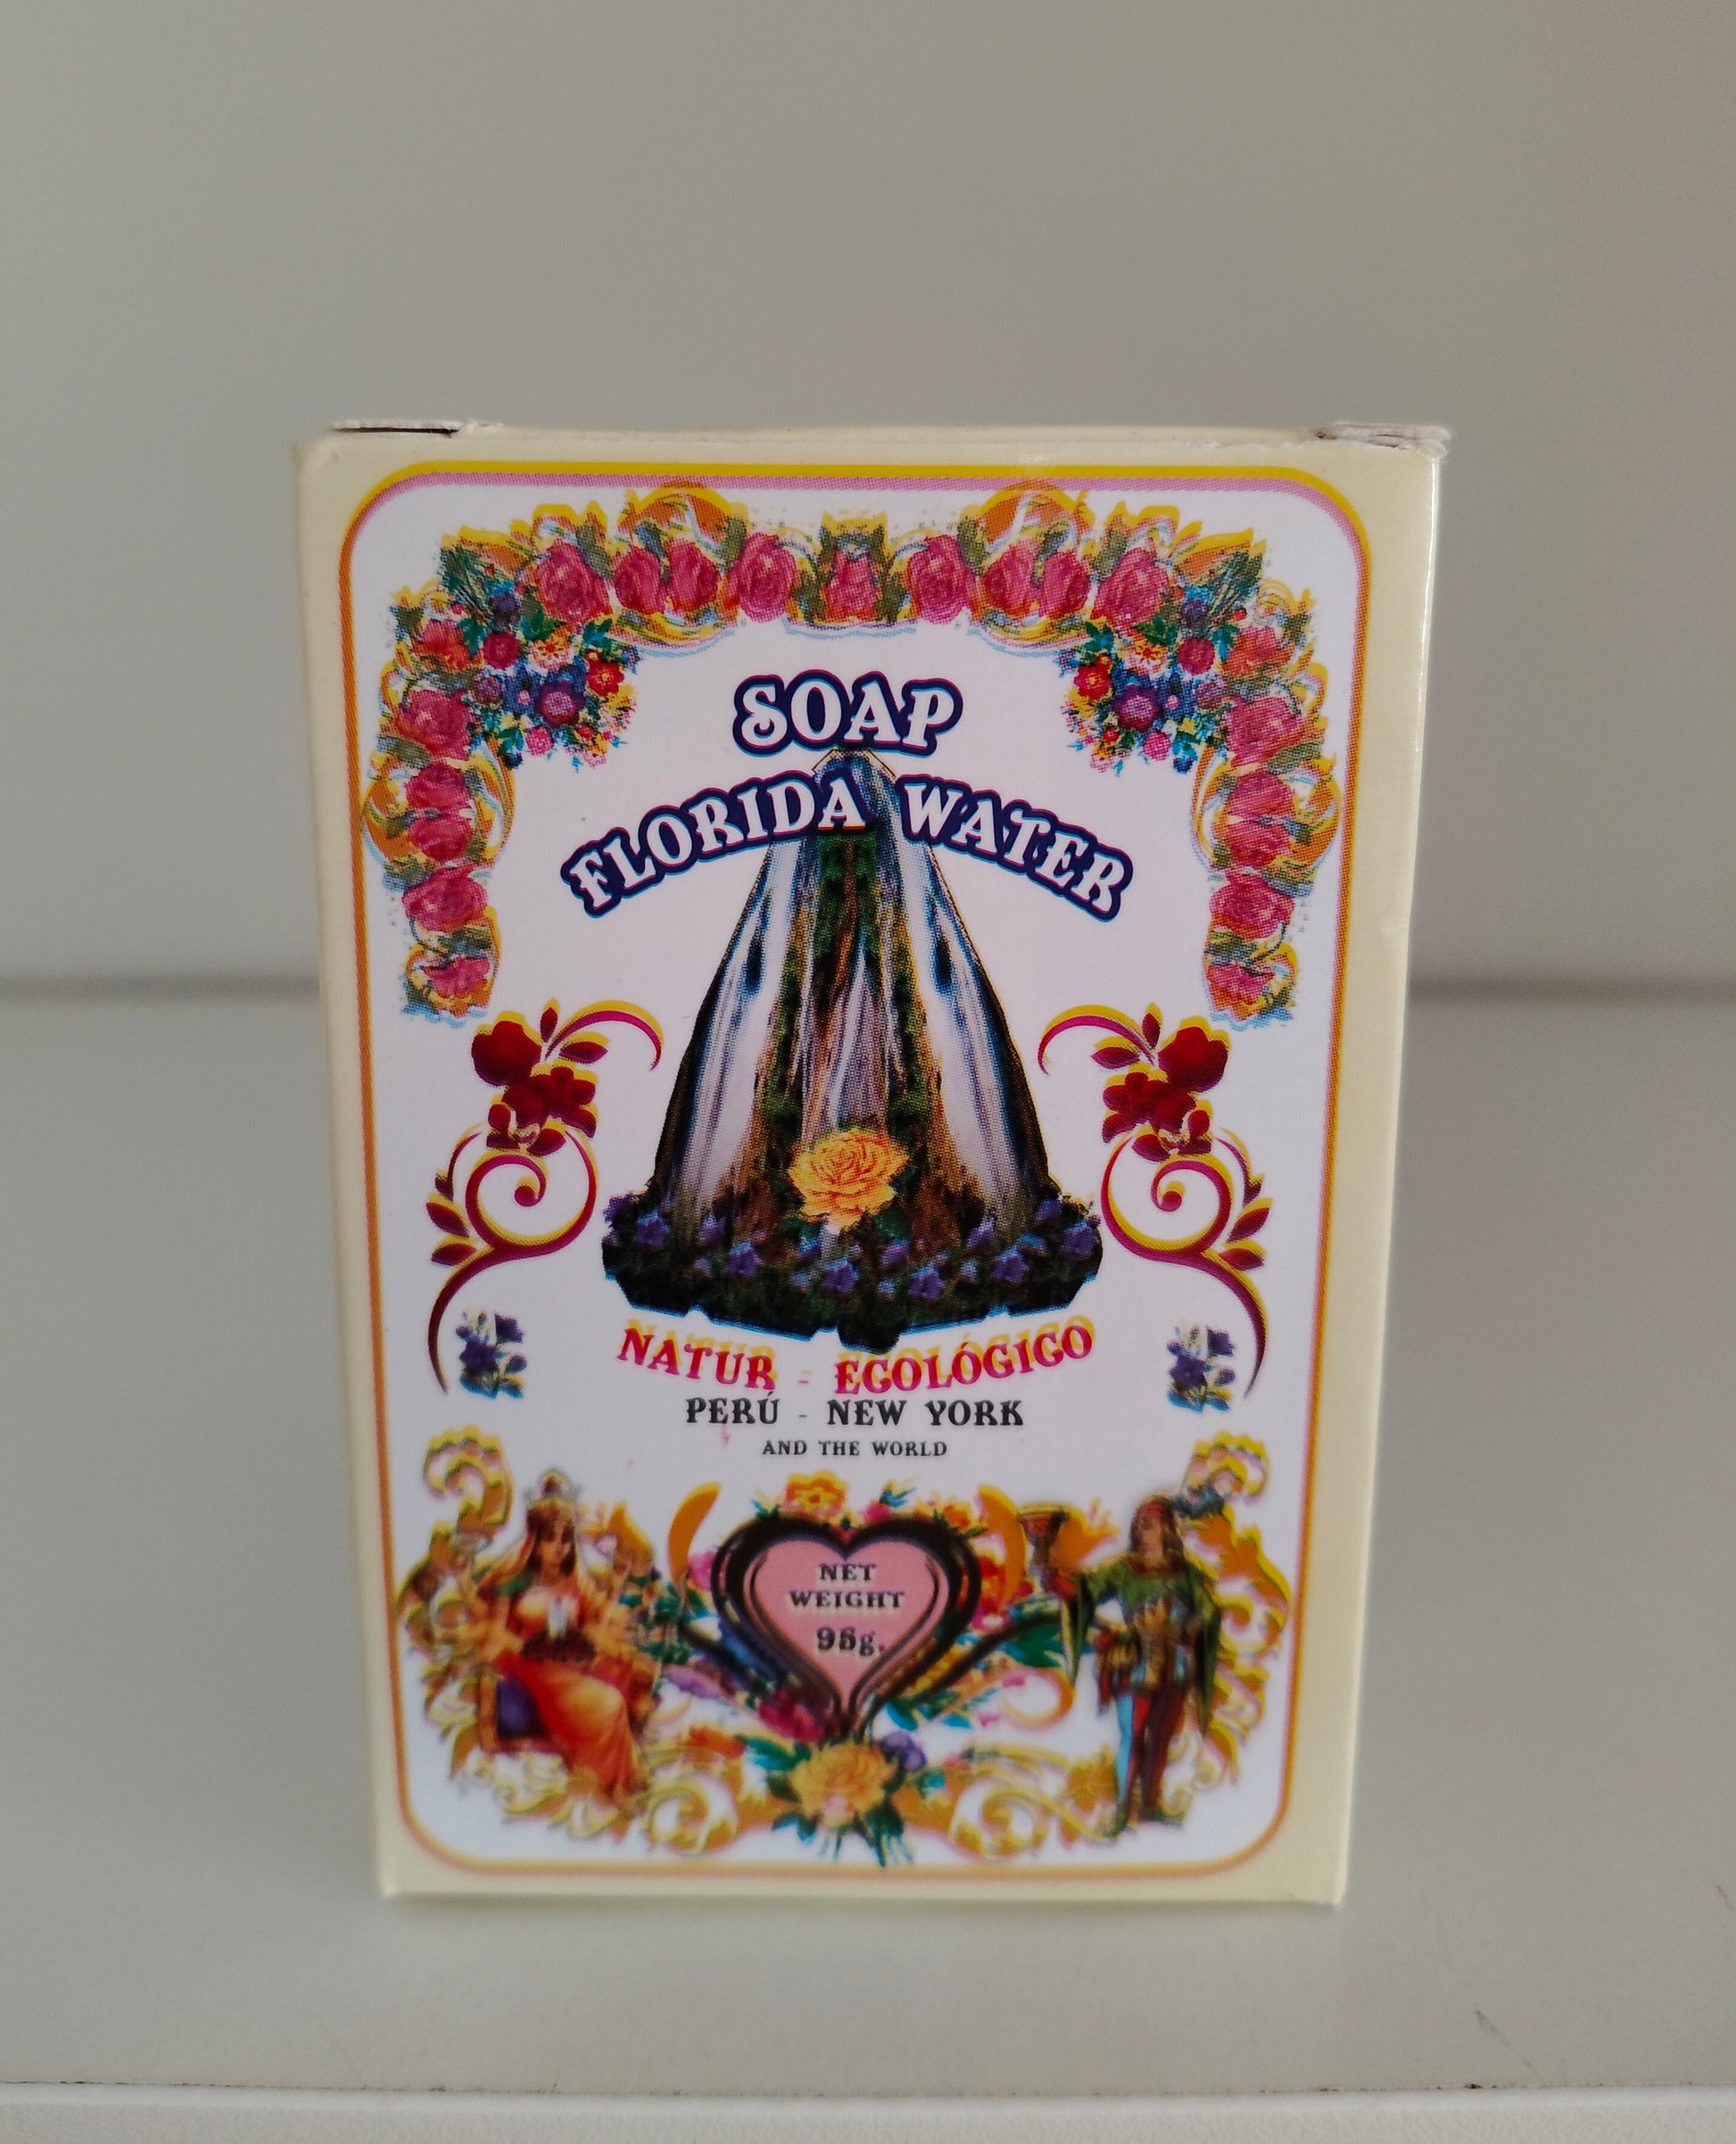 SOAP
FLORIDA WATER
NATUR - ECOLÓGICO
PERÚ - NEW YORK
AND THE WORLD
NET
WEIGHT
95g.